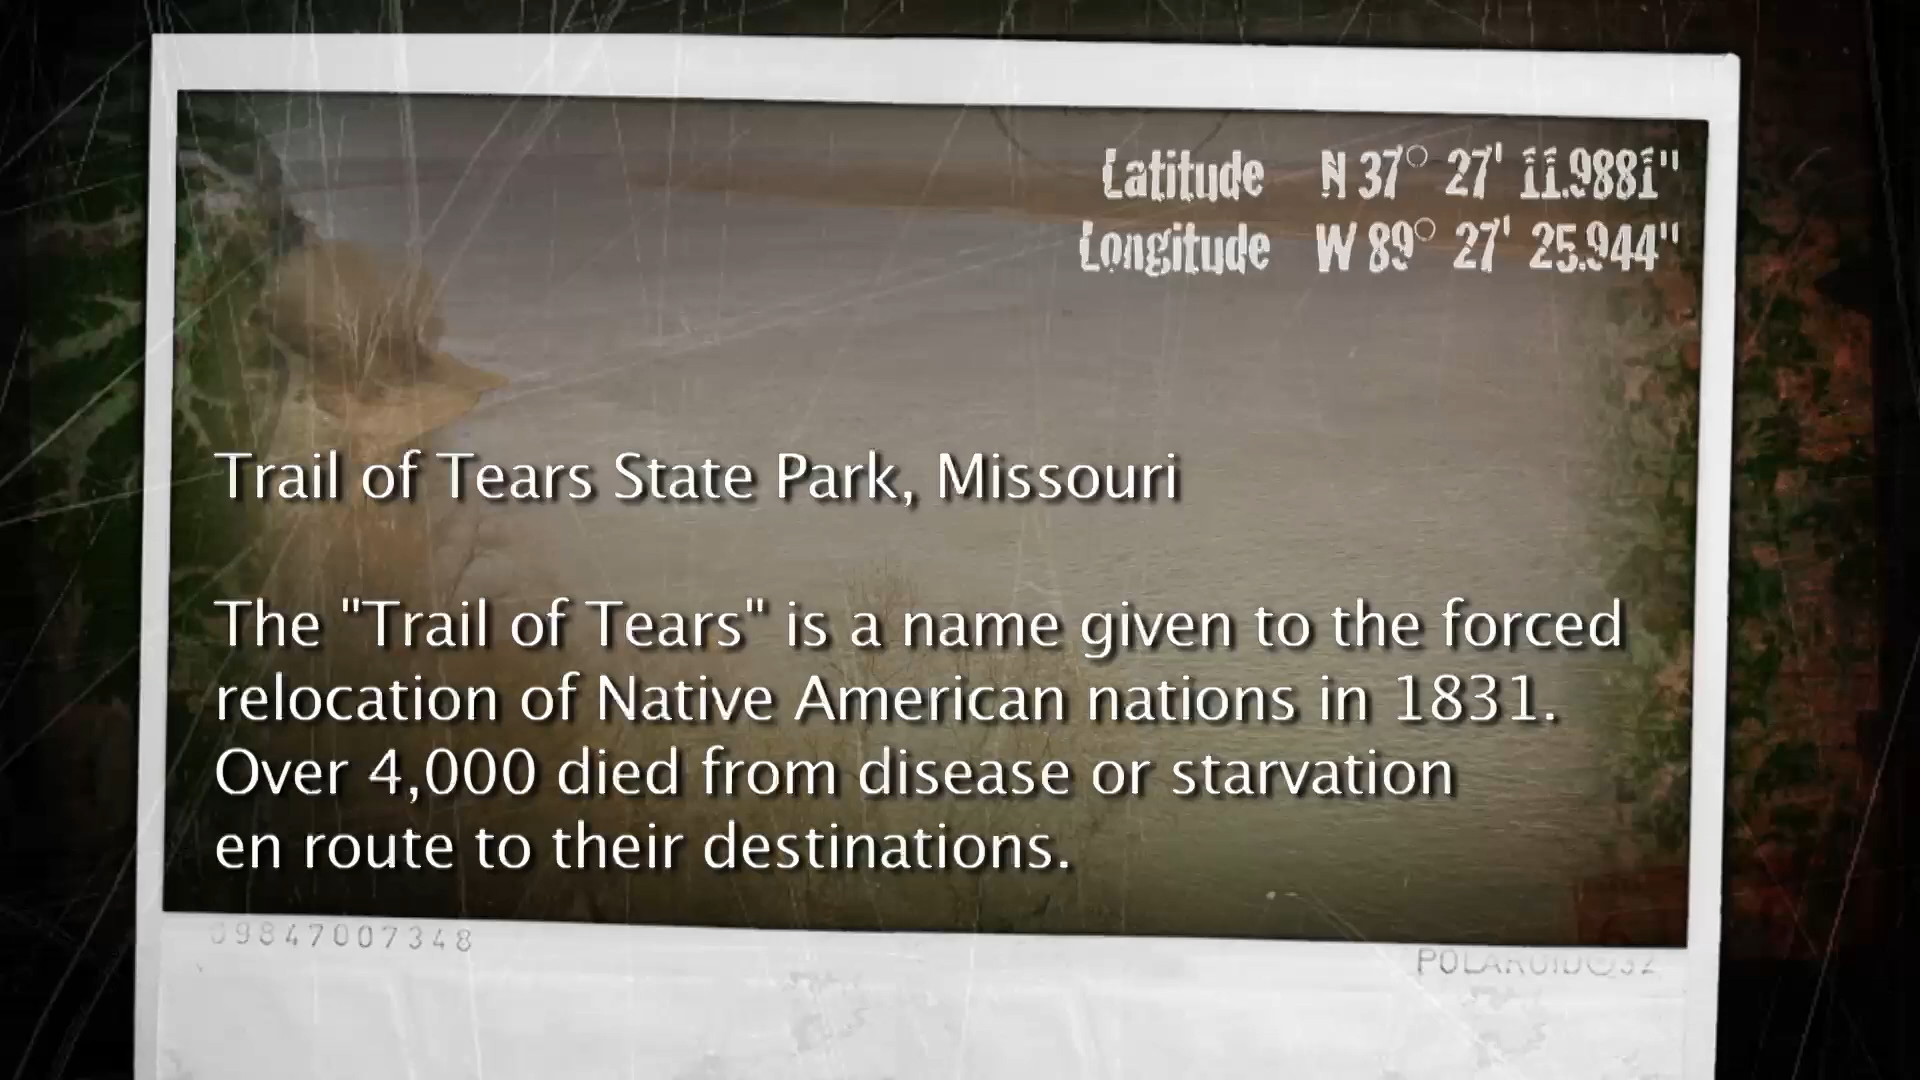 Latitude N 37° 27' 11.9881"
Longitude W 89° 27' 25.944"
Trail of Tears State Park, Missouri
The "Trail of Tears" is a name given to the forced
relocation of Native American nations in 1831.
Over 4,000 died from disease or starvation
en route to their destinations.
09847007348
POLAROID@32